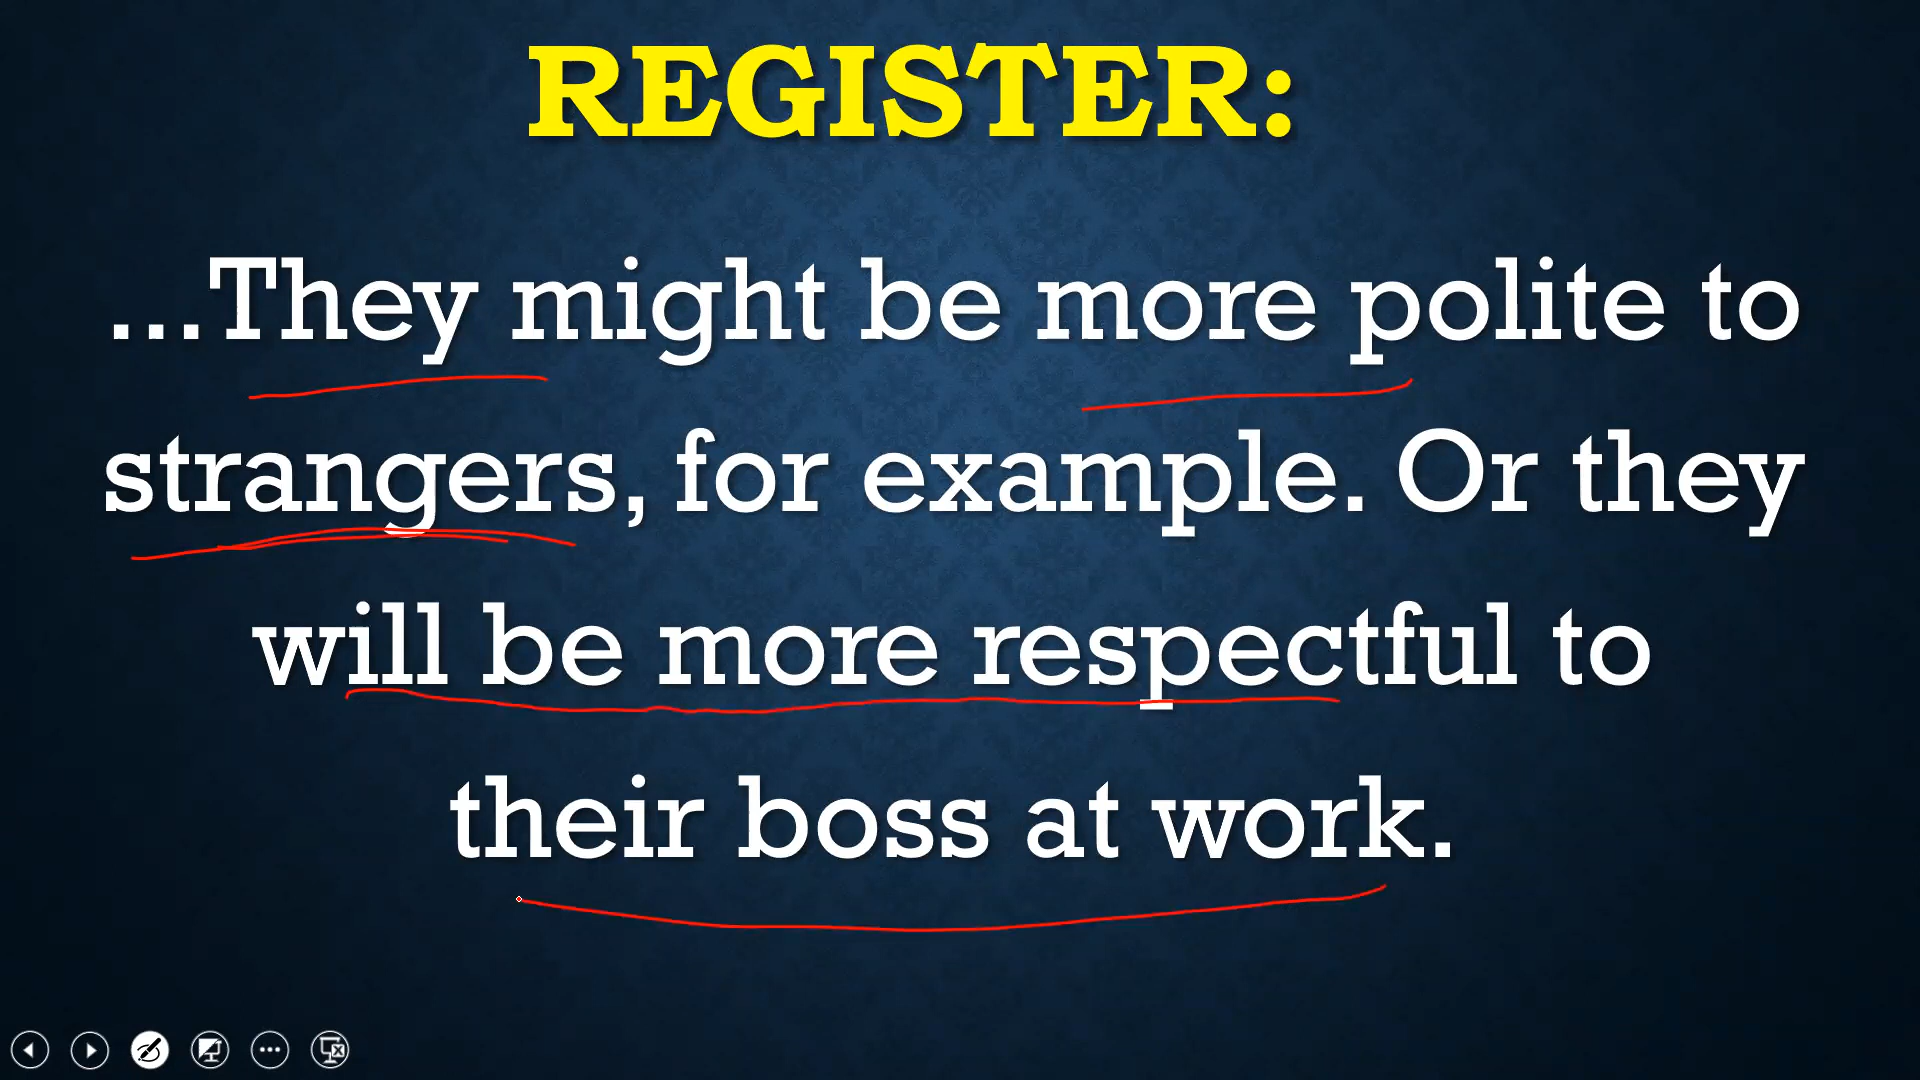 REGISTER:
...They might be more polite to
strangers, for example. Or they
will be more respectful to
their boss at work.